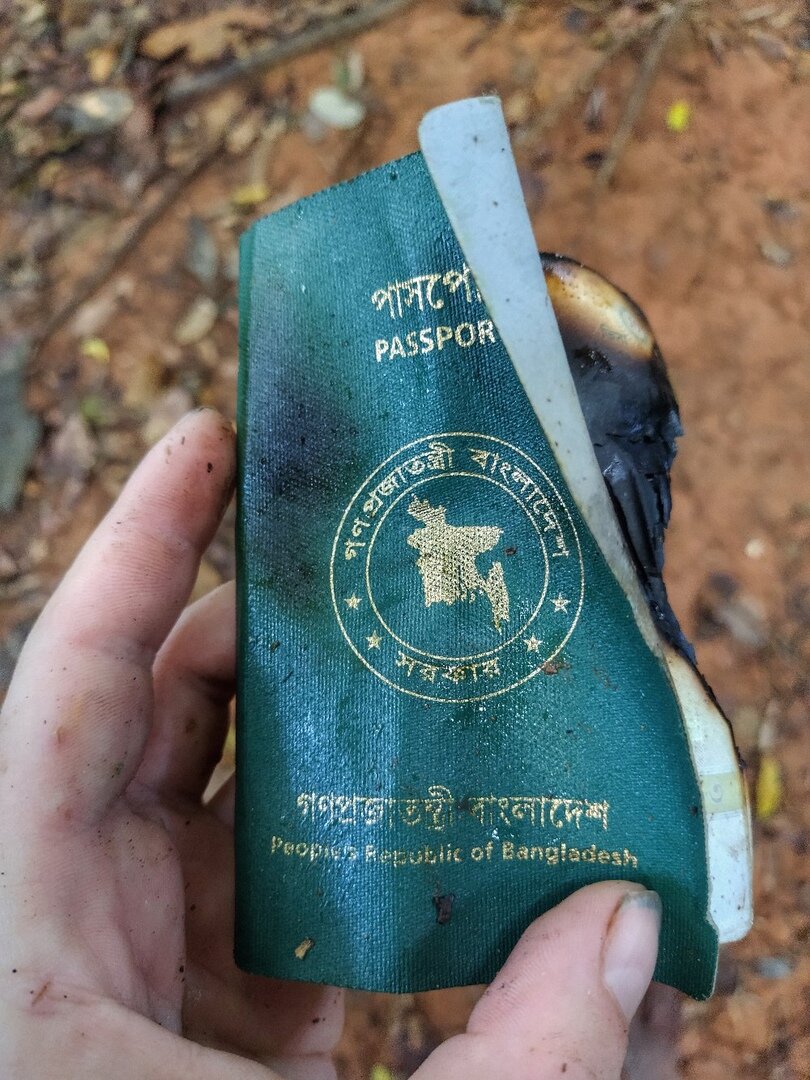 পাসপো
PASSPOR
গণপ্রজাতন্ত্রী বাংলাদেশ
সরকার
গণপ্রজাতন্ত্রী বাংলাদেশ
People's Republic of Bangladesh